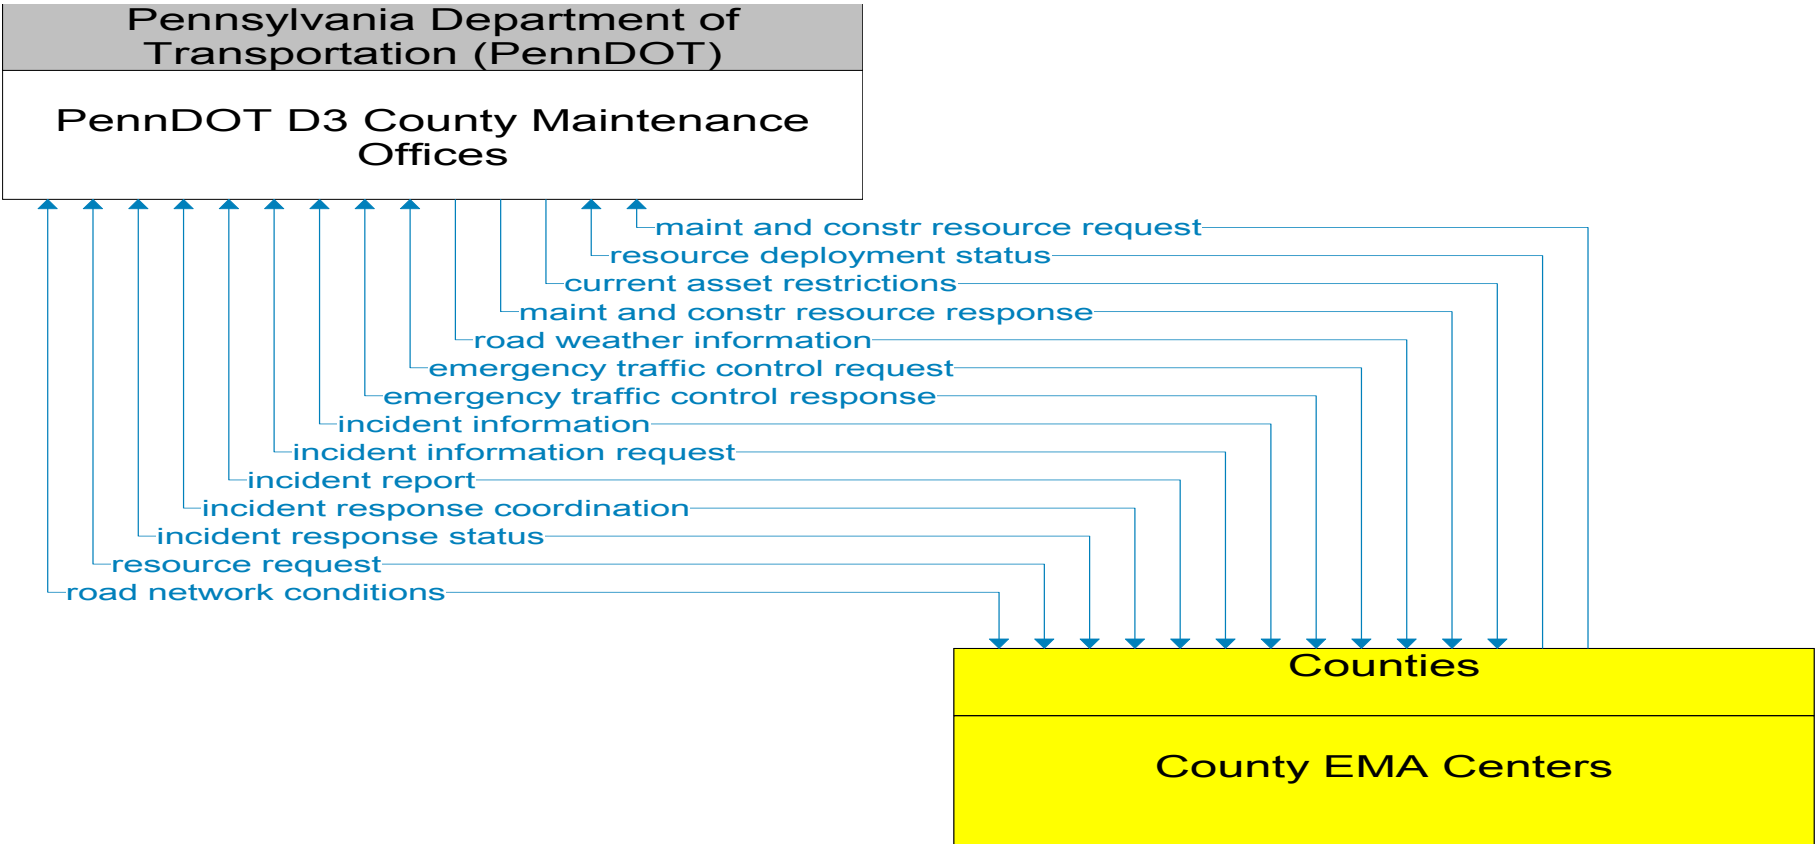 Pennsylvania Department of
Transportation (PennDOT)
PennDOT D3 County Maintenance
Offices
maint and constr resource request
resource deployment status
current asset restrictions
maint and constr resource response
road weather information
emergency traffic control request
emergency traffic control response
incident information
incident information request
incident report
incident response coordination
incident response status
resource request
road network conditions
Counties
County EMA Centers